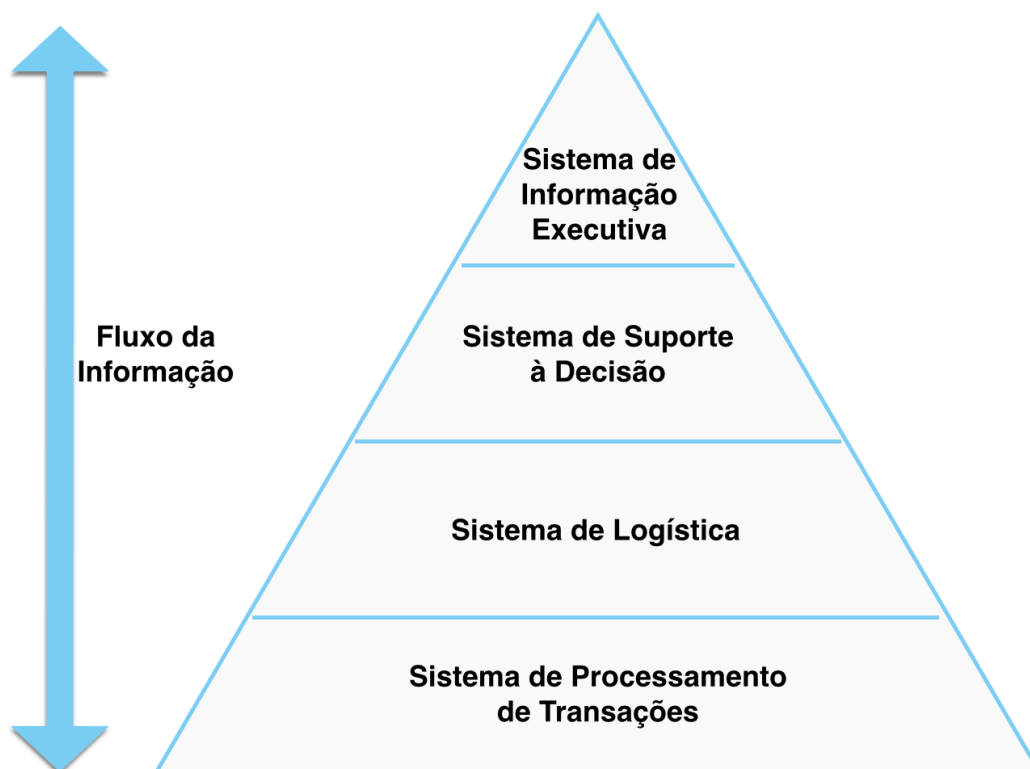 Sistema de
Informação
Executiva
Fluxo da
Informação
Sistema de Suporte
à Decisão
Sistema de Logística
Sistema de Processamento
de Transações